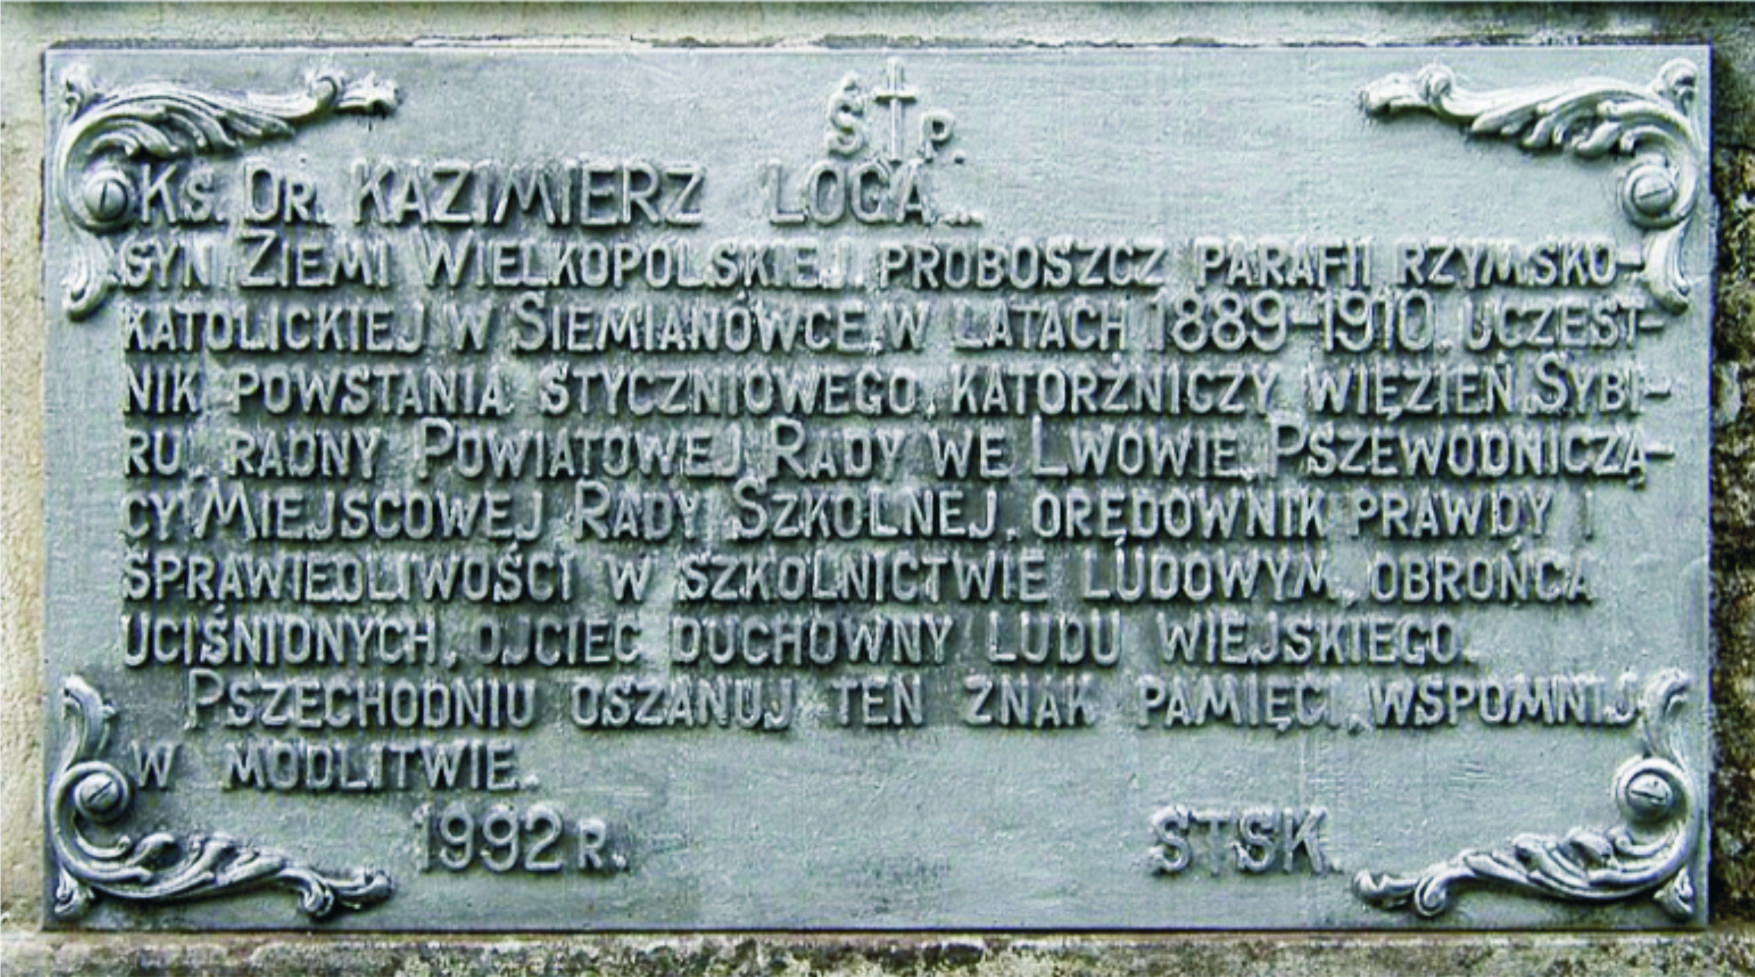 Ś † P.
Ks. Dr. KAZIMIERZ LOGA...
SYN ZIEMI WIELKOPOLSKIEJ. PROBOSZCZ PARAFII RZYMSKO-
KATOLICKIEJ W SIEMIANÓWCE, W LATACH 1889-1910. UCZEST-
NIK POWSTANIA STYCZNIOWEGO, KATORŻNICZY WIĘZIEŃ SYBI-
RU, RADNY POWIATOWEJ RADY WE LWOWIE, PSZEWODNICZĄ-
CY MIEJSCOWEJ RADY SZKOLNEJ, ORĘDOWNIK PRAWDY I
SPRAWIEDLIWOŚCI W SZKOLNICTWIE LUDOWYM, OBROŃCA
UCIŚNIONYCH, OJCIEC DUCHOWNY LUDU WIEJSKIEGO.
PSZECHODNIU OSZANUJ TEN ZNAK PAMIĘCI, WSPOMNIJ
W MODLITWIE.
1992 R. STSK.